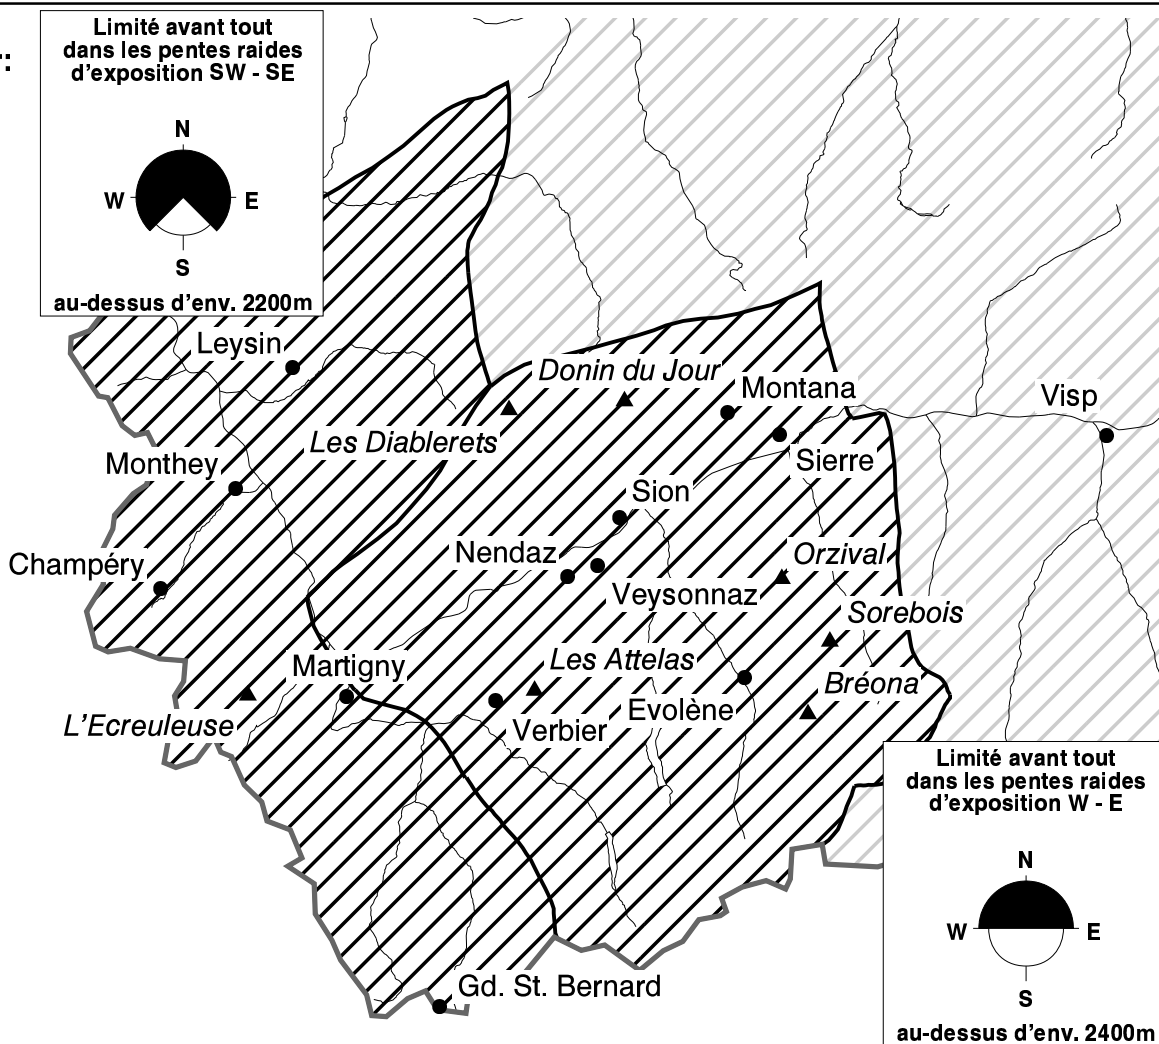 Limité avant tout
dans les pentes raides
d'exposition SW - SE
r:
N
W
E
S
au-dessus d'env. 2200m
Leysin
Donin du Jour
Montana
Visp
Les Diablerets
Monthey
Sierre
Sion
Champéry
Nendaz
Orzival
Veysonnaz
Sorebois
Martigny
Les Attelas
Bréona
L'Ecreuleuse
Verbier
Evolène
Limité avant tout
dans les pentes raides
d'exposition W - E
N
W
E
S
au-dessus d'env. 2400m
Gd. St. Bernard